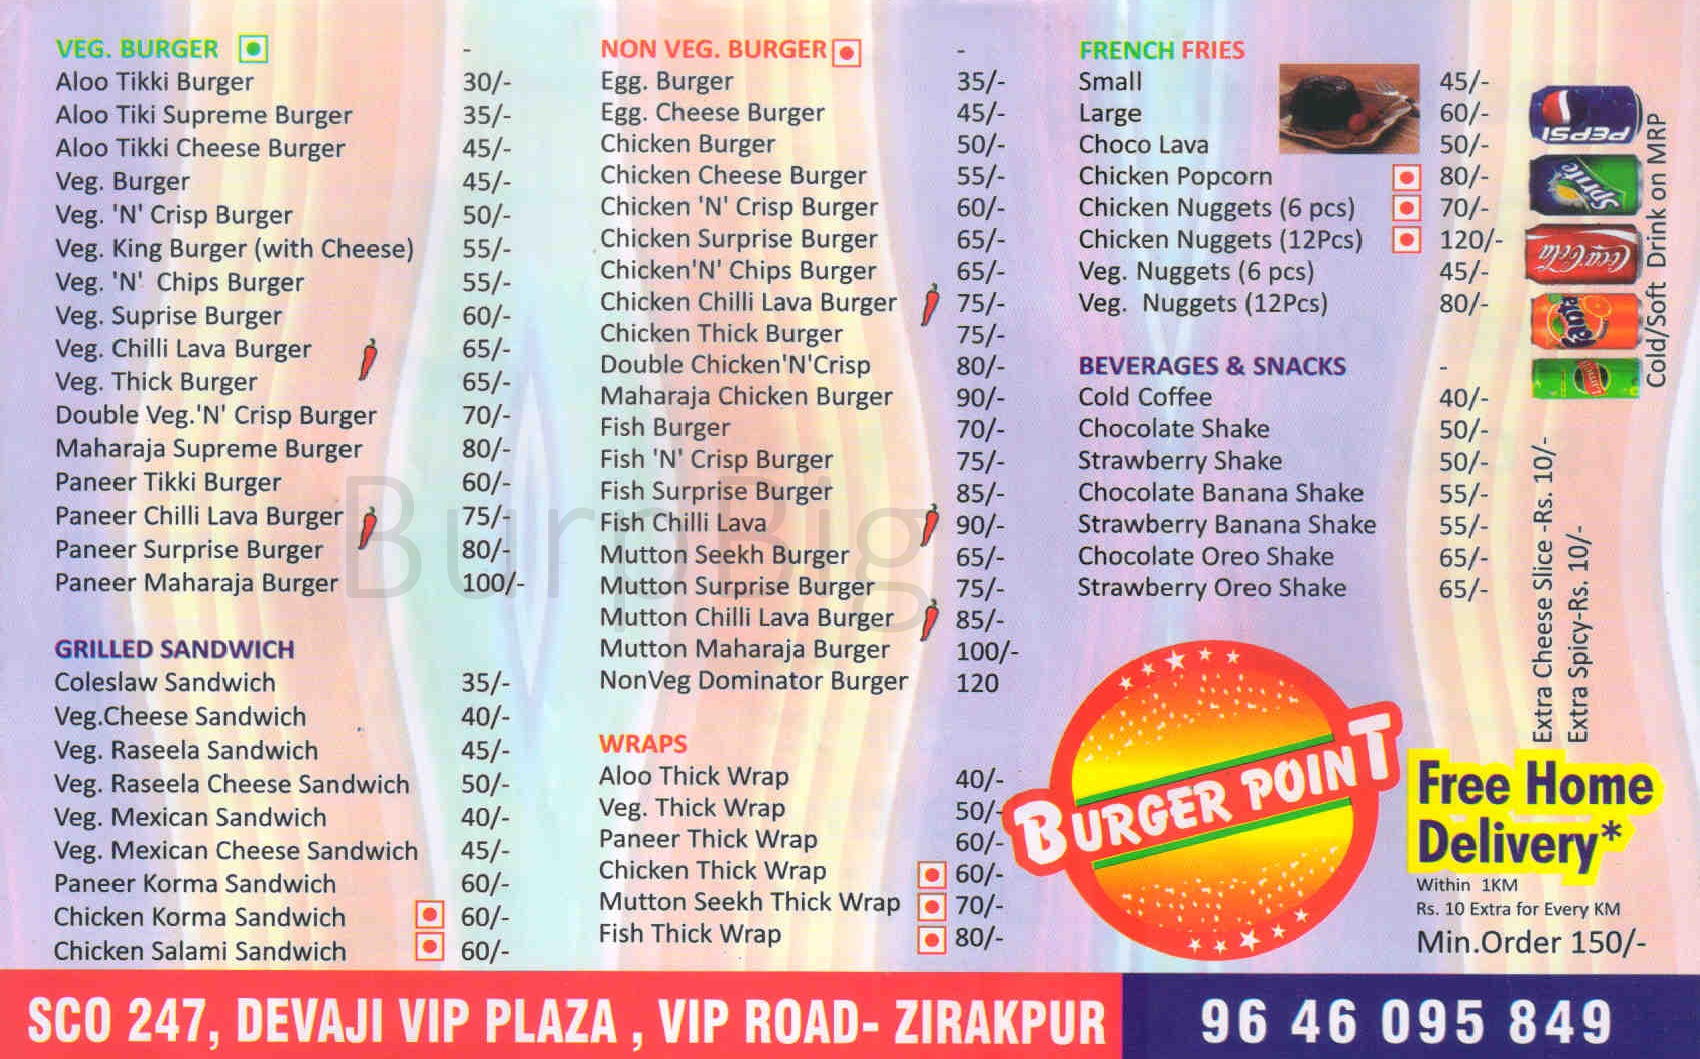 VEG. BURGER -
Aloo Tikki Burger 30/-
Aloo Tiki Supreme Burger 35/-
Aloo Tikki Cheese Burger 45/-
Veg. Burger 45/-
Veg. 'N' Crisp Burger 50/-
Veg. King Burger (with Cheese) 55/-
Veg. 'N' Chips Burger 55/-
Veg. Suprise Burger 60/-
Veg. Chilli Lava Burger 65/-
Veg. Thick Burger 65/-
Double Veg.'N' Crisp Burger 70/-
Maharaja Supreme Burger 80/-
Paneer Tikki Burger 60/-
Paneer Chilli Lava Burger 75/-
Paneer Surprise Burger 80/-
Paneer Maharaja Burger 100/-
GRILLED SANDWICH
Coleslaw Sandwich 35/-
Veg.Cheese Sandwich 40/-
Veg. Raseela Sandwich 45/-
Veg. Raseela Cheese Sandwich 50/-
Veg. Mexican Sandwich 40/-
Veg. Mexican Cheese Sandwich 45/-
Paneer Korma Sandwich 60/-
Chicken Korma Sandwich 60/-
Chicken Salami Sandwich 60/-
NON VEG. BURGER -
Egg. Burger 35/-
Egg. Cheese Burger 45/-
Chicken Burger 50/-
Chicken Cheese Burger 55/-
Chicken 'N' Crisp Burger 60/-
Chicken Surprise Burger 65/-
Chicken'N' Chips Burger 65/-
Chicken Chilli Lava Burger 75/-
Chicken Thick Burger 75/-
Double Chicken'N'Crisp 80/-
Maharaja Chicken Burger 90/-
Fish Burger 70/-
Fish 'N' Crisp Burger 75/-
Fish Surprise Burger 85/-
Fish Chilli Lava 90/-
Mutton Seekh Burger 65/-
Mutton Surprise Burger 75/-
Mutton Chilli Lava Burger 85/-
Mutton Maharaja Burger 100/-
NonVeg Dominator Burger 120
WRAPS
Aloo Thick Wrap 40/-
Veg. Thick Wrap 50/-
Paneer Thick Wrap 60/-
Chicken Thick Wrap 60/-
Mutton Seekh Thick Wrap 70/-
Fish Thick Wrap 80/-
FRENCH FRIES
Small 45/-
Large 60/-
Choco Lava 50/-
Chicken Popcorn 80/-
Chicken Nuggets (6 pcs) 70/-
Chicken Nuggets (12Pcs) 120/-
Veg. Nuggets (6 pcs) 45/-
Veg. Nuggets (12Pcs) 80/-
BEVERAGES & SNACKS -
Cold Coffee 40/-
Chocolate Shake 50/-
Strawberry Shake 50/-
Chocolate Banana Shake 55/-
Strawberry Banana Shake 55/-
Chocolate Oreo Shake 65/-
Strawberry Oreo Shake 65/-
PEPSI
Sprite
Coca-Cola
Fanta
Cold/Soft Drink on MRP
Extra Cheese Slice -Rs. 10/-
Extra Spicy-Rs. 10/-
BURGER POINT
Free Home
Delivery*
Within 1KM
Rs. 10 Extra for Every KM
Min.Order 150/-
BurpBig
SCO 247, DEVAJI VIP PLAZA , VIP ROAD- ZIRAKPUR
96 46 095 849